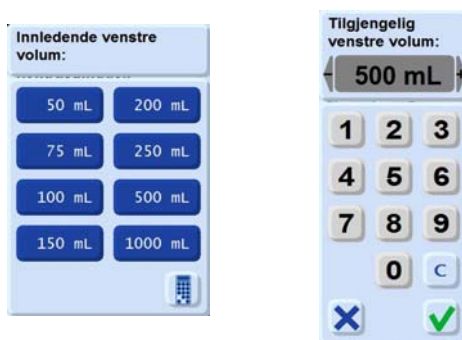 Innledende venstre
volum:
50 mL 200 mL
75 mL 250 mL
100 mL 500 mL
150 mL 1000 mL
Tilgjengelig
venstre volum:
- 500 mL +
1 2 3
4 5 6
7 8 9
0 C